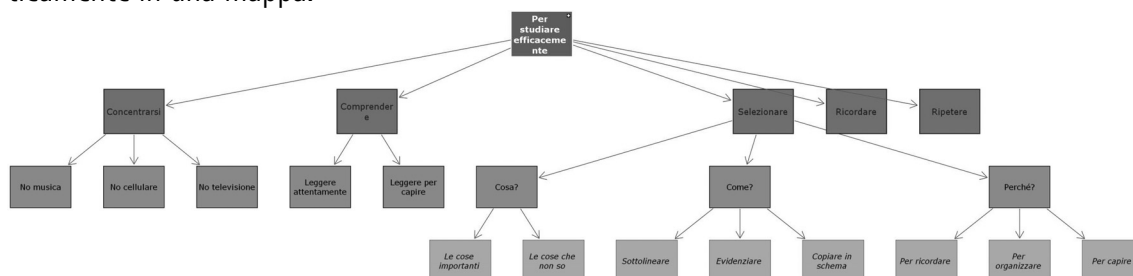 ticamente in una mappa.
Per
studiare
efficaceme
nte
Concentrarsi
Comprender
e
Selezionare
Ricordare
Ripetere
No musica
No cellulare
No televisione
Leggere
attentamente
Leggere per
capire
Cosa?
Come?
Perché?
Le cose
importanti
Le cose che
non so
Sottolineare
Evidenziare
Copiare in
schema
Per ricordare
Per
organizzare
Per capire